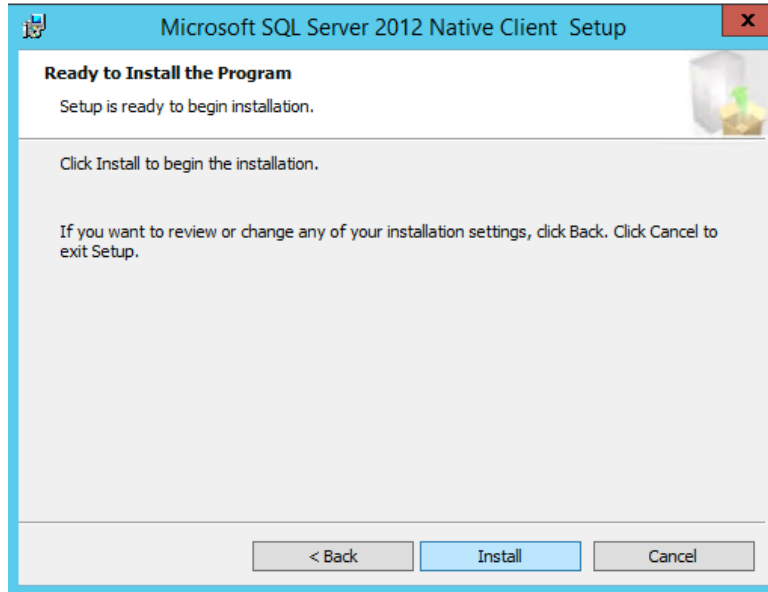 Microsoft SQL Server 2012 Native Client Setup
x
Ready to Install the Program
Setup is ready to begin installation.
Click Install to begin the installation.
If you want to review or change any of your installation settings, click Back. Click Cancel to
exit Setup.
< Back
Install
Cancel